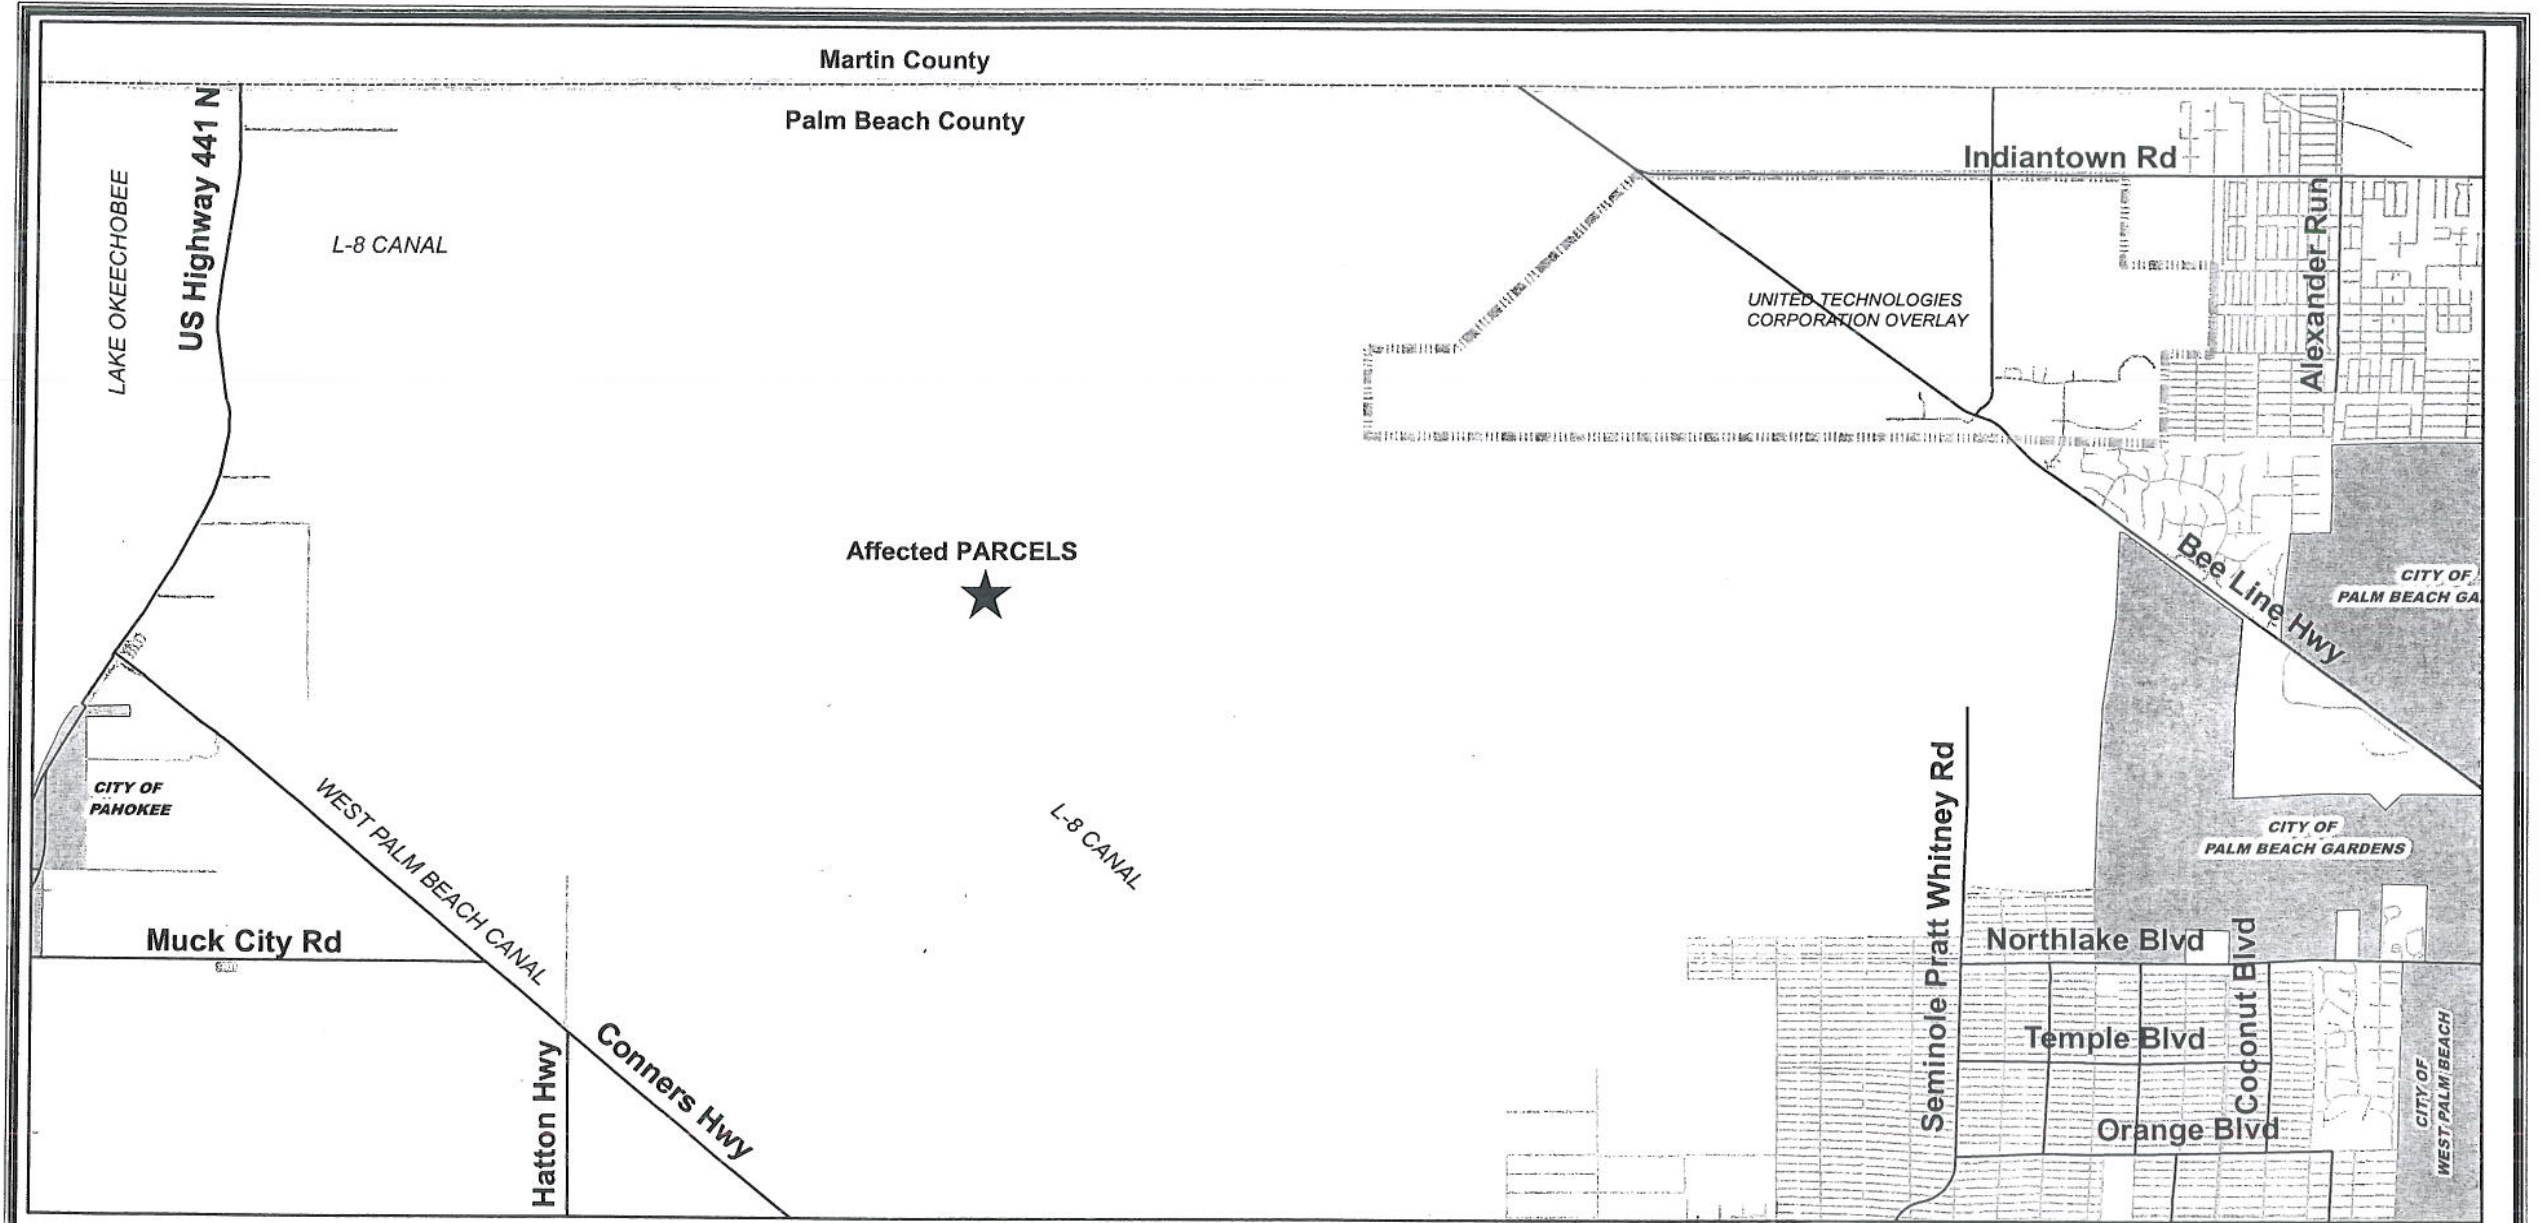 Martin County
Palm Beach County
US Highway 441 N
LAKE OKEECHOBEE
L-8 CANAL
Indiantown Rd
Alexander Run
UNITED TECHNOLOGIES
CORPORATION OVERLAY
Affected PARCELS
Bee Line Hwy
CITY OF
PALM BEACH GA
CITY OF
PAHOKEE
WEST PALM BEACH CANAL
L-8 CANAL
Seminole Pratt Whitney Rd
CITY OF
PALM BEACH GARDENS
Muck City Rd
Northlake Blvd
Coconut Blvd
Temple Blvd
Orange Blvd
CITY OF
WEST PALM BEACH
Hatton Hwy
Conners Hwy